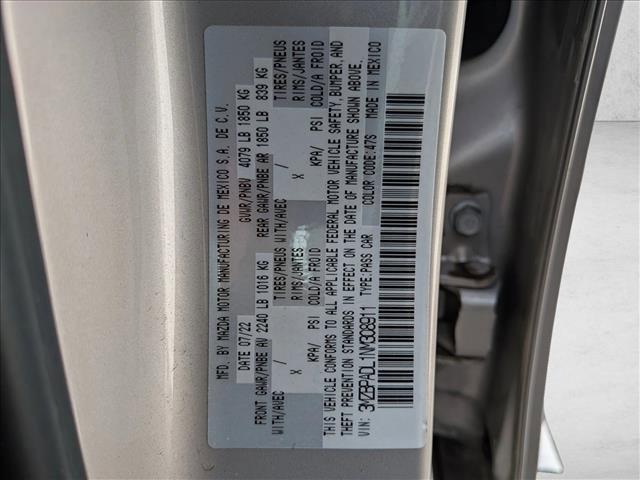 MFD. BY MAZDA MOTOR MANUFACTURING DE MEXICO S.A. DE C.V.
DATE 07/22 GVWR/PNBV 4079 LB 1850 KG
FRONT GAWR/PNBE AV 2240 LB 1016 KG REAR GAWR/PNBE AR 1850 LB 839 KG
WITH/AVEC / TIRES/PNEUS WITH/AVEC / TIRES/PNEUS
X RIMS/JANTES X RIMS/JANTES
KPA/ PSI COLD/A FROID KPA/ PSI COLD/A FROID
THIS VEHICLE CONFORMS TO ALL APPLICABLE FEDERAL MOTOR VEHICLE SAFETY, BUMPER, AND
THEFT PREVENTION STANDARDS IN EFFECT ON THE DATE OF MANUFACTURE SHOWN ABOVE.
VIN: 3MZBPADL1NM308911 TYPE:PASS CAR COLOR CODE:47S MADE IN MEXICO